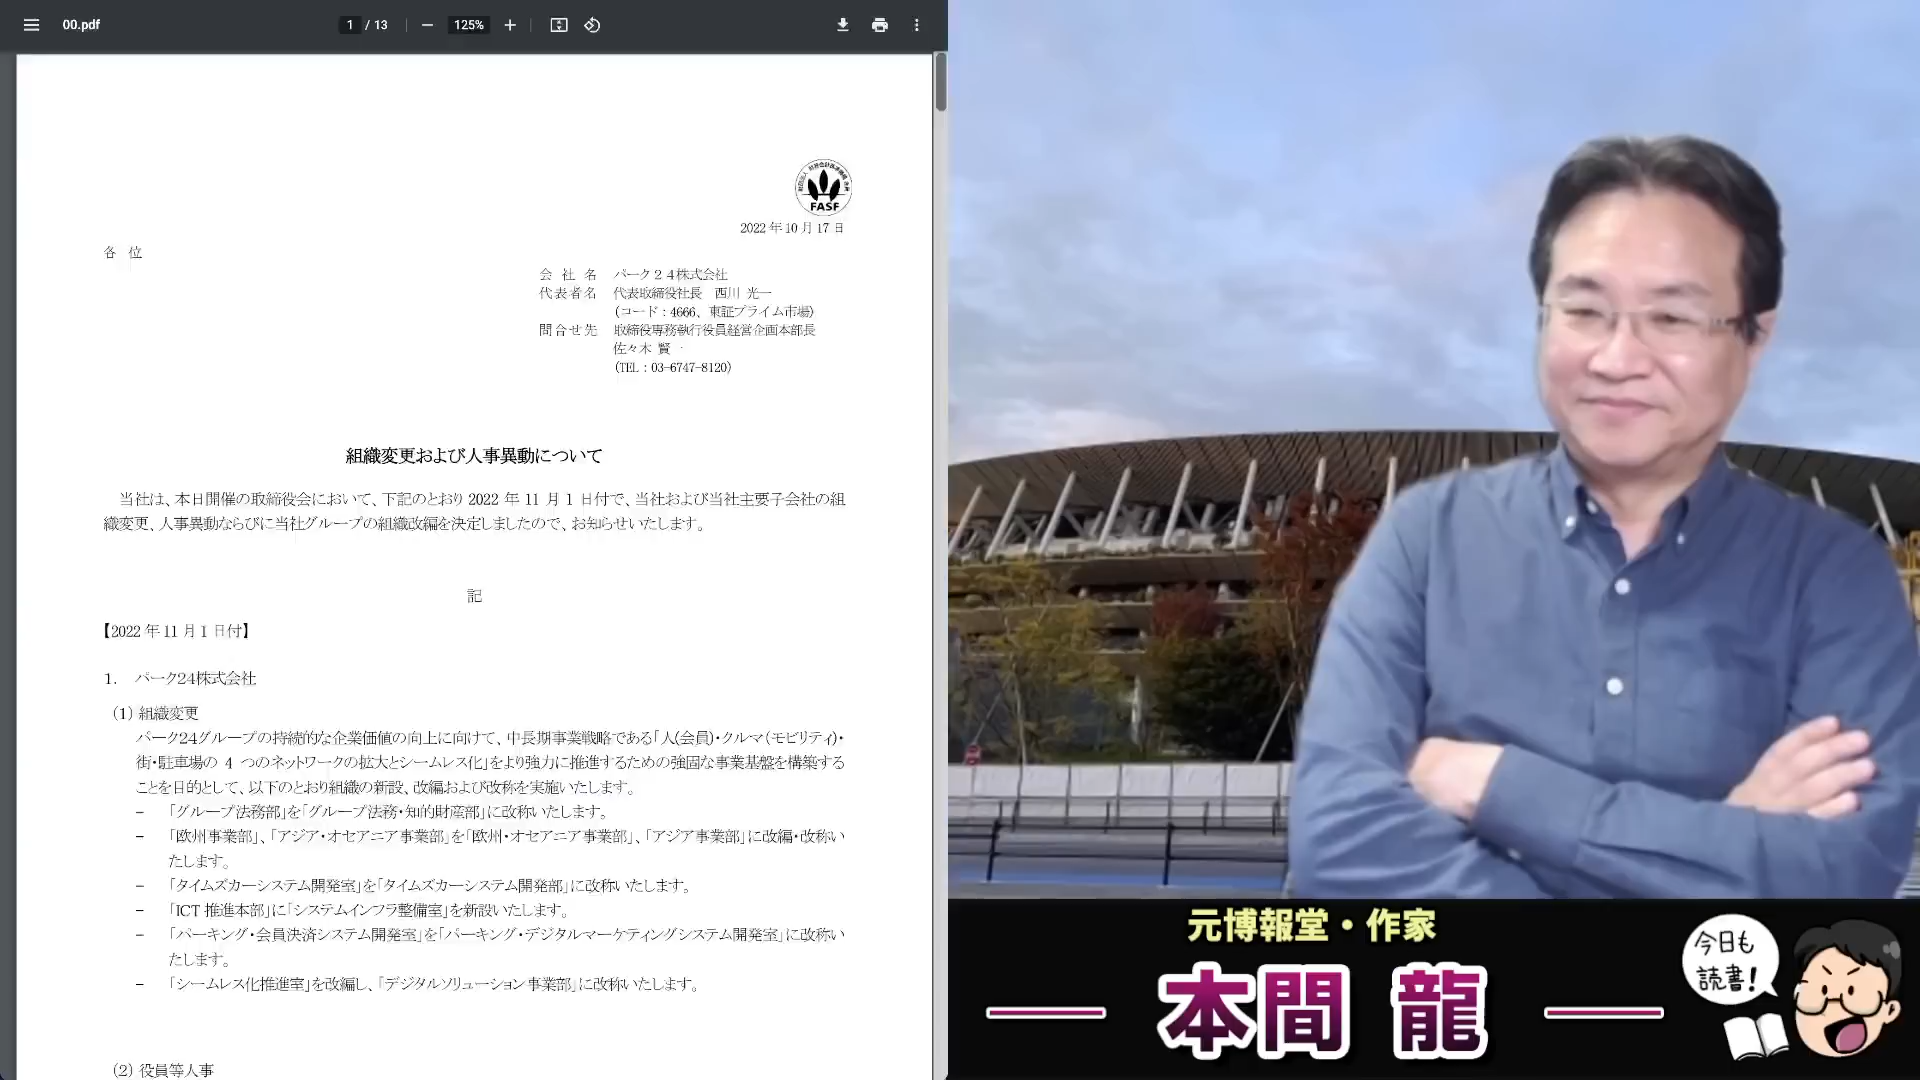 00.pdf
1 / 13
125%
FASF
2022 年 10 月 17 日
各 位
会 社 名 パーク２４株式会社
代表者名 代表取締役社長 西川 光一
(コード：4666、東証プライム市場)
問合せ先 取締役専務執行役員経営企画本部長
佐々木 賢一
(TEL：03-6747-8120)
組織変更および人事異動について
当社は、本日開催の取締役会において、下記のとおり 2022 年 11 月 1 日付で、当社および当社主要子会社の組
織変更、人事異動ならびに当社グループの組織改編を決定しましたので、お知らせいたします。
記
【2022 年 11 月 1 日付】
1. パーク24株式会社
(1) 組織変更
パーク24グループの持続的な企業価値の向上に向けて、中長期事業戦略である「人(会員)・クルマ(モビリティ)・
街・駐車場の 4 つのネットワークの拡大とシームレス化」をより強力に推進するための強固な事業基盤を構築する
ことを目的として、以下のとおり組織の新設、改編および改称を実施いたします。
－ 「グループ法務部」を「グループ法務・知的財産部」に改称いたします。
－ 「欧州事業部」、「アジア・オセアニア事業部」を「欧州・オセアニア事業部」、「アジア事業部」に改編・改称い
たします。
－ 「タイムズカーシステム開発室」を「タイムズカーシステム開発部」に改称いたします。
－ 「ICT 推進本部」に「システムインフラ整備室」を新設いたします。
－ 「パーキング・会員決済システム開発室」を「パーキング・デジタルマーケティングシステム開発室」に改称い
たします。
－ 「シームレス化推進室」を改編し、「デジタルソリューション事業部」に改称いたします。
(2) 役員等人事
元博報堂・作家
本間 龍
今日も
読書!